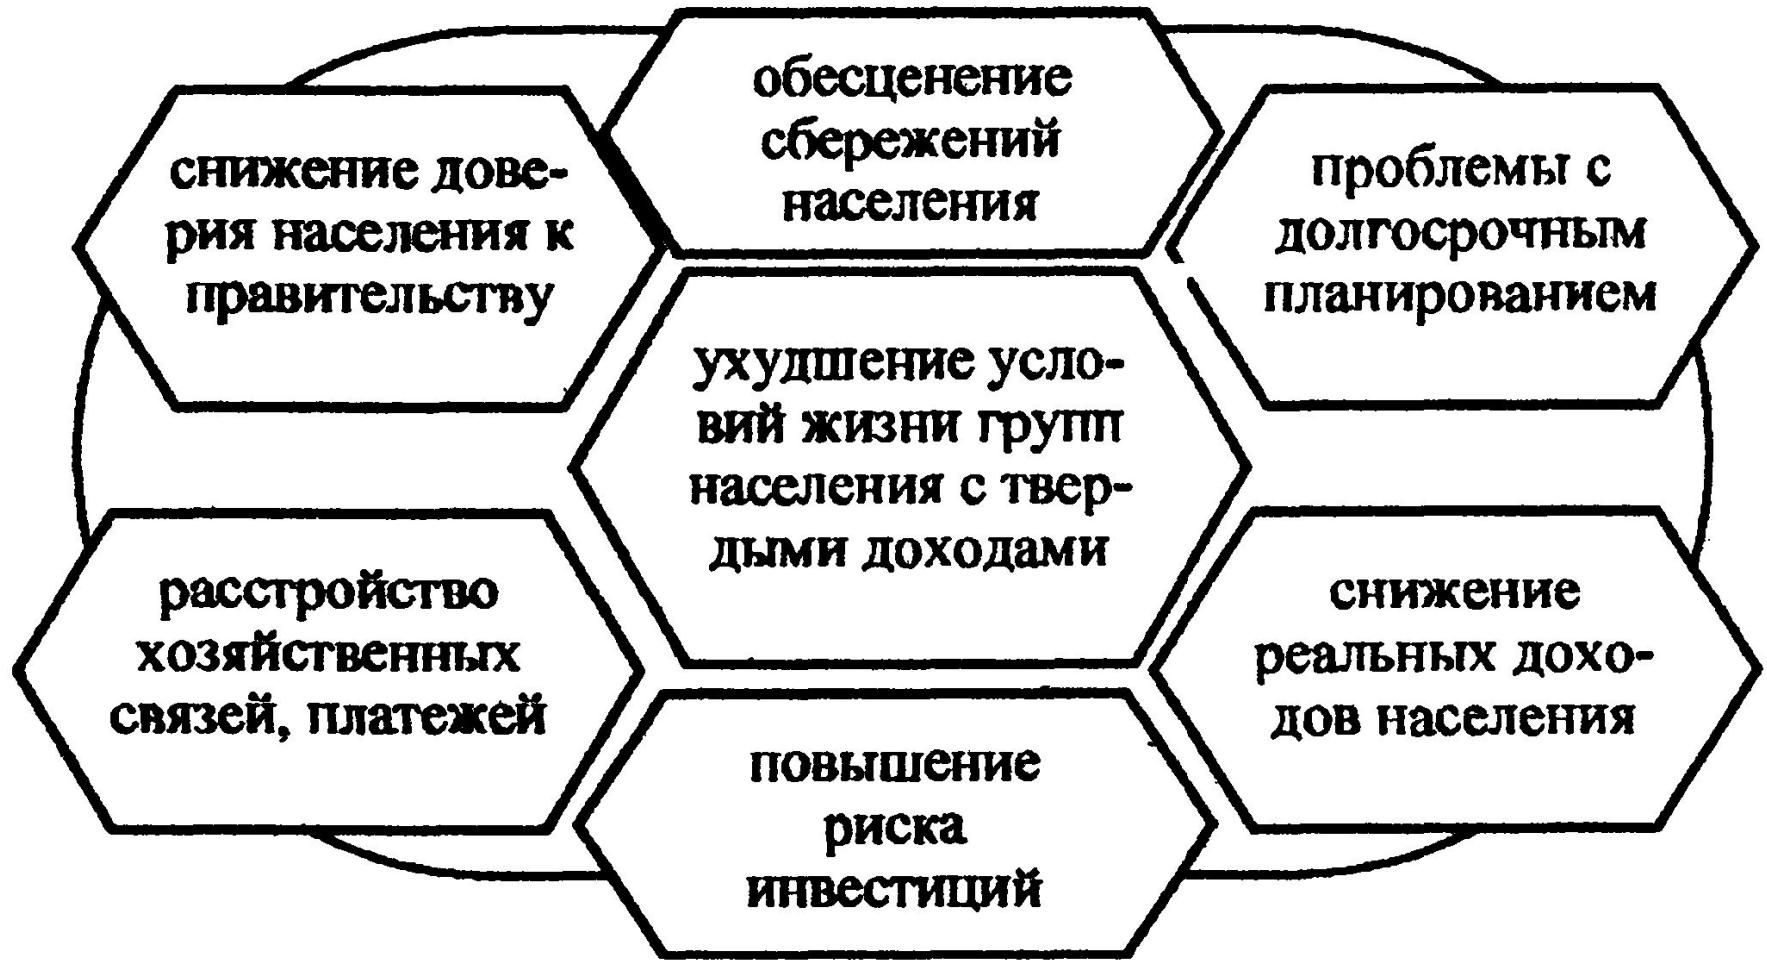 обесценение
сбережений
населения
снижение дове-
рия населения к
правительству
проблемы с
долгосрочным
планированием
ухудшение усло-
вий жизни групп
населения с твер-
дыми доходами
расстройство
хозяйственных
связей, платежей
снижение
реальных дохо-
дов населения
повышение
риска
инвестиций